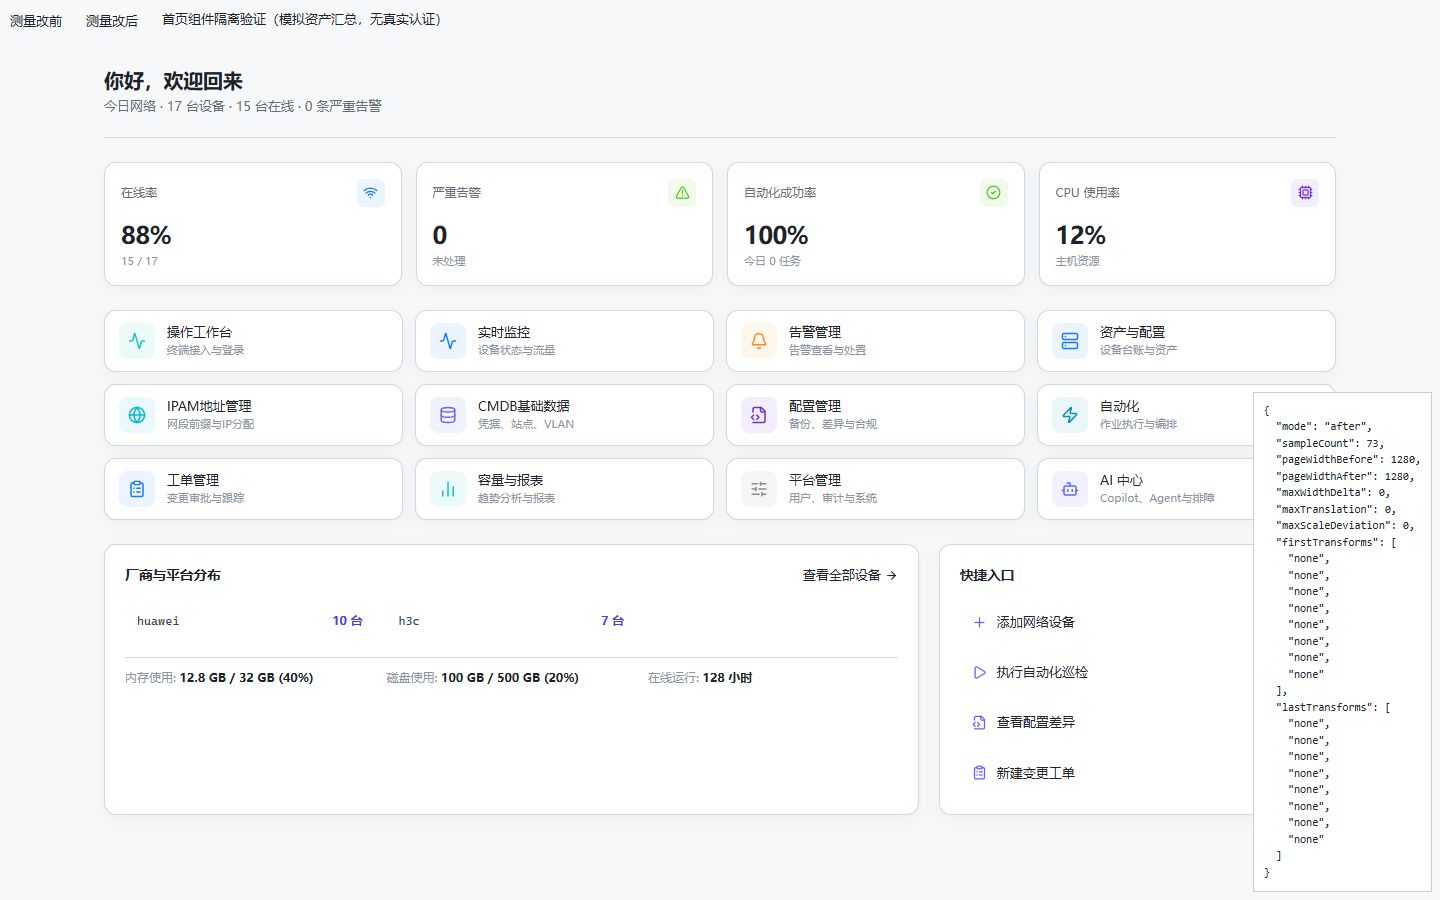 测量改前 测量改后 首页组件隔离验证（模拟资产汇总，无真实认证）
你好，欢迎回来
今日网络 · 17 台设备 · 15 台在线 · 0 条严重告警
在线率
88%
15 / 17
严重告警
0
未处理
自动化成功率
100%
今日 0 任务
CPU 使用率
12%
主机资源
操作工作台
终端接入与登录
实时监控
设备状态与流量
告警管理
告警查看与处置
资产与配置
设备台账与资产
IPAM地址管理
网段前缀与IP分配
CMDB基础数据
凭据、站点、VLAN
配置管理
备份、差异与合规
自动化
作业执行与编排
工单管理
变更审批与跟踪
容量与报表
趋势分析与报表
平台管理
用户、审计与系统
AI 中心
Copilot、Agent与排障
厂商与平台分布
查看全部设备 →
huawei 10 台 h3c 7 台
内存使用: 12.8 GB / 32 GB (40%) 磁盘使用: 100 GB / 500 GB (20%) 在线运行: 128 小时
快捷入口
添加网络设备
执行自动化巡检
查看配置差异
新建变更工单
{
"mode": "after",
"sampleCount": 73,
"pageWidthBefore": 1280,
"pageWidthAfter": 1280,
"maxWidthDelta": 0,
"maxTranslation": 0,
"maxScaleDeviation": 0,
"firstTransforms": [
"none",
"none",
"none",
"none",
"none",
"none",
"none",
"none"
],
"lastTransforms": [
"none",
"none",
"none",
"none",
"none",
"none",
"none",
"none"
]
}